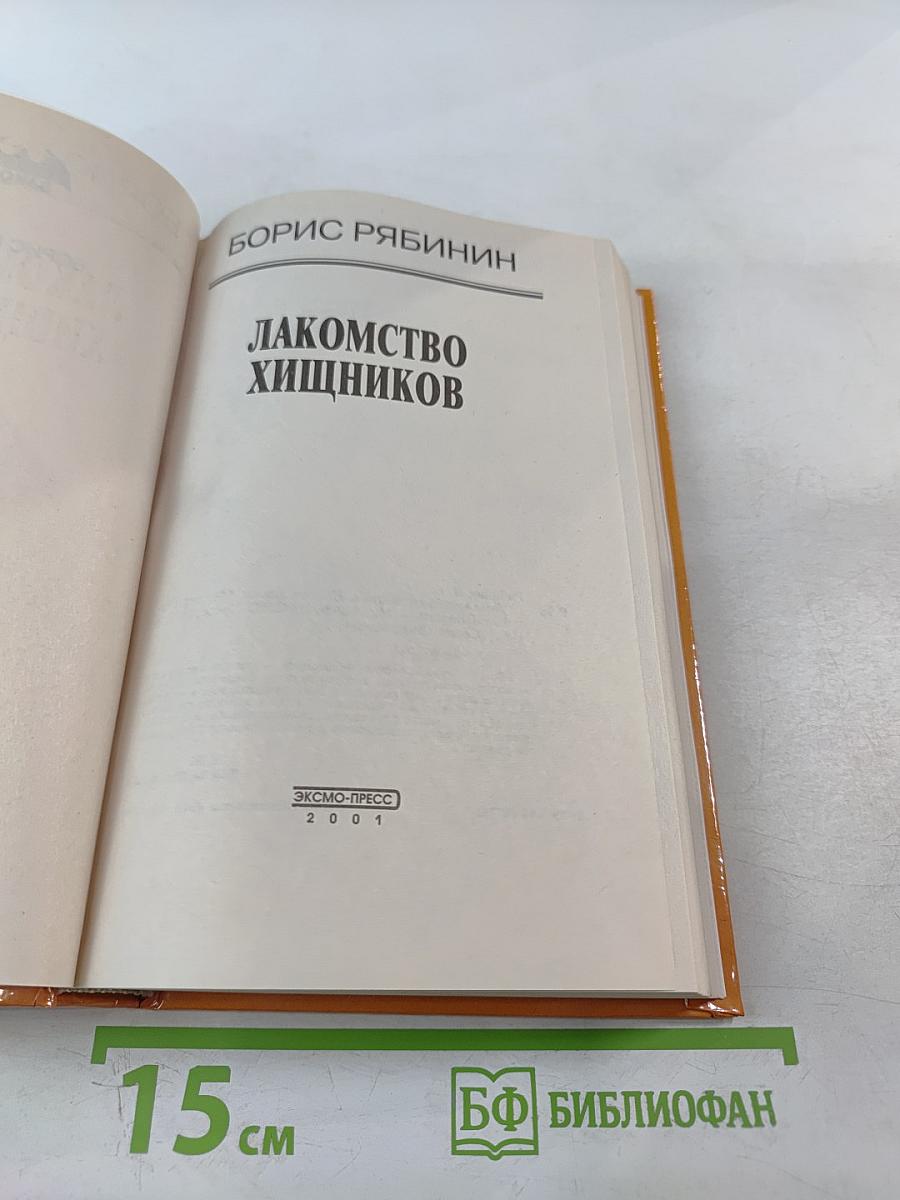 БОРИС РЯБИНИН
ЛАКОМСТВО
ХИЩНИКОВ
ЭКСМО-ПРЕСС
2001
15 см
БФ БИБЛИОФАН